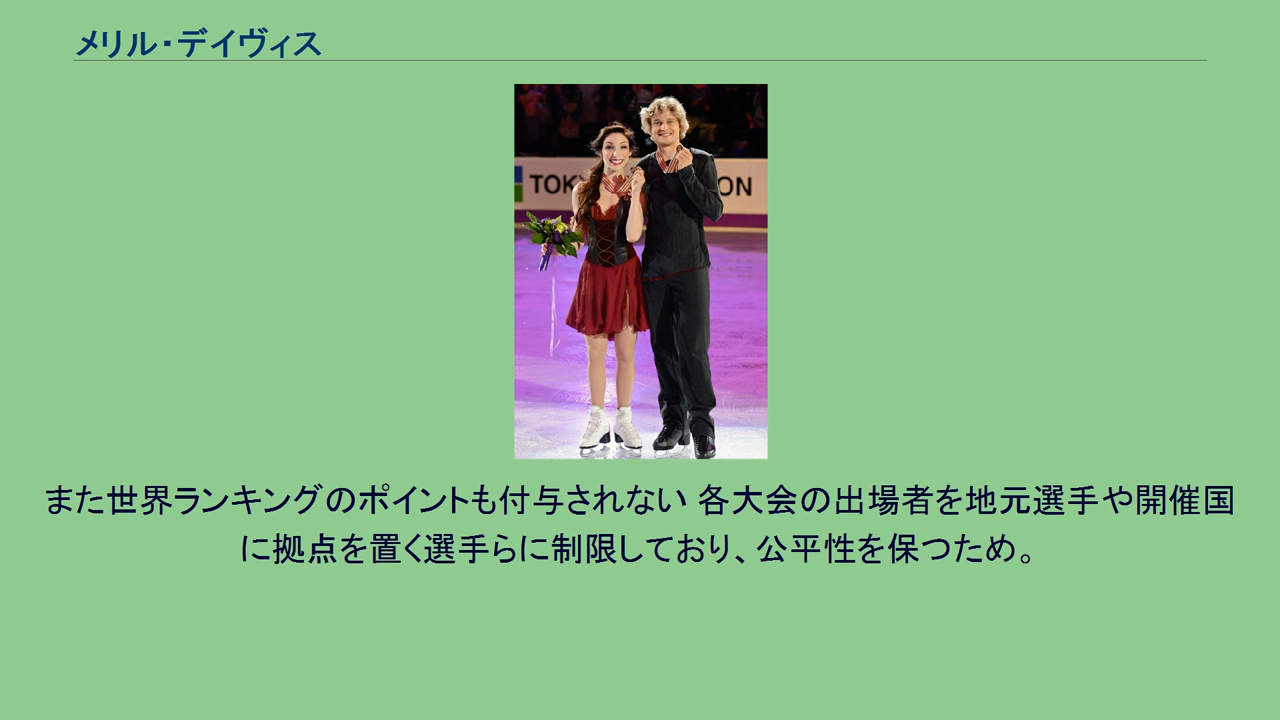 メリル・デイヴィス
TOKY
ON
また世界ランキングのポイントも付与されない 各大会の出場者を地元選手や開催国
に拠点を置く選手らに制限しており、公平性を保つため。